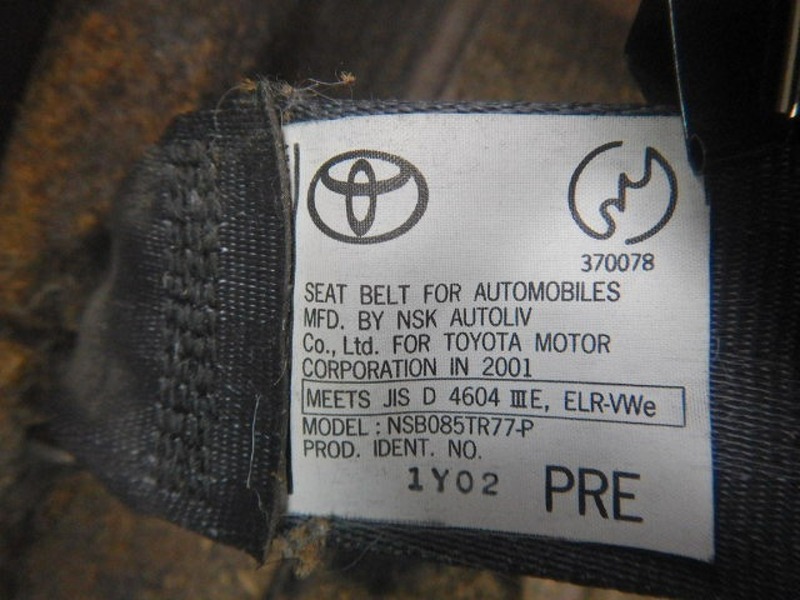 370078
SEAT BELT FOR AUTOMOBILES
MFD. BY NSK AUTOLIV
Co., Ltd. FOR TOYOTA MOTOR
CORPORATION IN 2001
MEETS JIS D 4604 ⅢE, ELR-VWe
MODEL : NSB085TR77-P
PROD. IDENT. NO.
1Y02 PRE